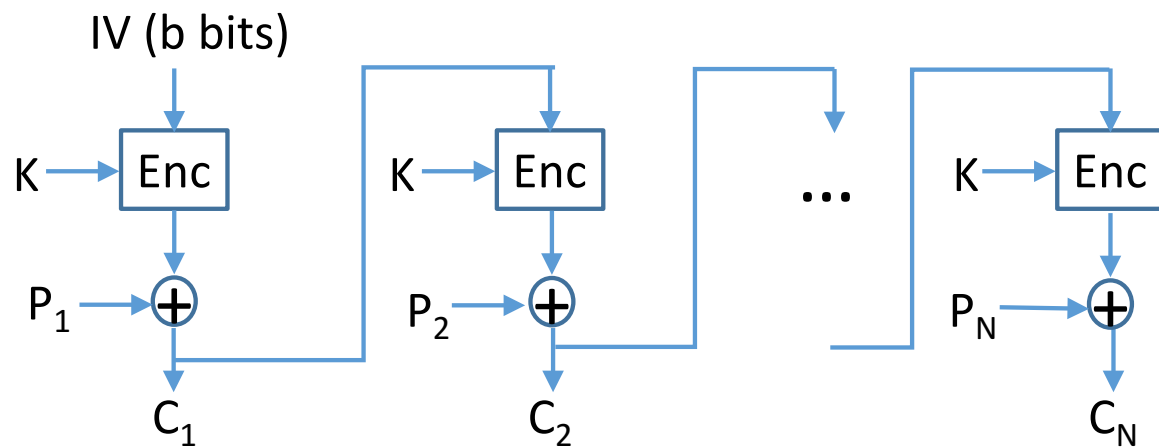 IV (b bits)
K Enc K Enc ... K Enc
P1 + P2 + PN +
C1 C2 CN